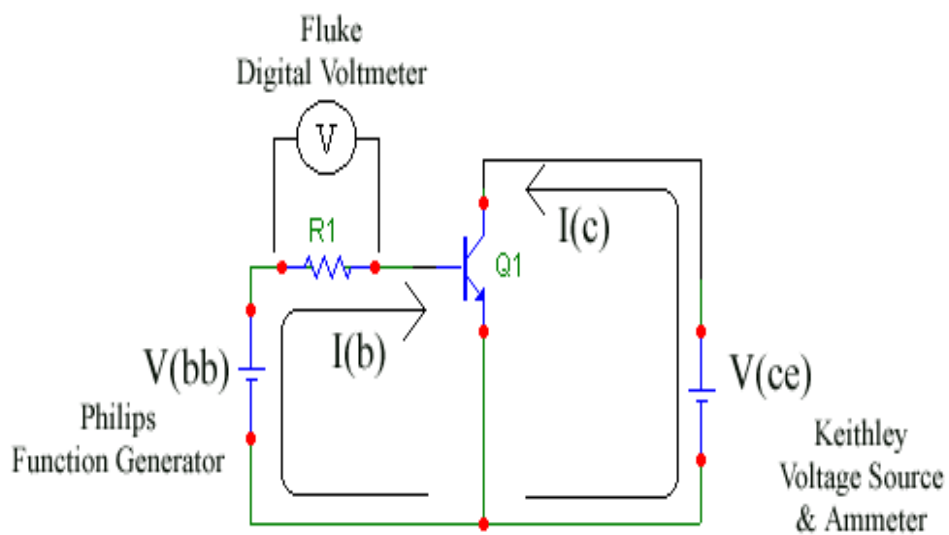 Fluke
Digital Voltmeter
V
R1
I(c)
Q1
I(b)
V(bb)
Philips
Function Generator
V(ce)
Keithley
Voltage Source
& Ammeter